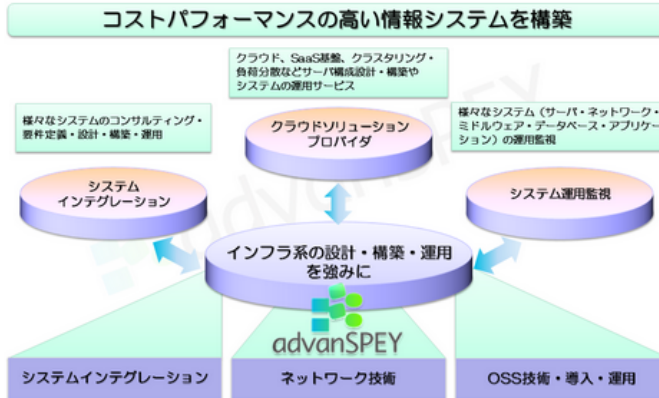 コストパフォーマンスの高い情報システムを構築
クラウド、SaaS基盤、クラスタリング・
負荷分散などサーバ構成設計・構築や
システムの運用サービス
様々なシステムのコンサルティング・
要件定義・設計・構築・運用
様々なシステム（サーバ・ネットワーク・
ミドルウェア・データベース・アプリケー
ション）の運用監視
クラウドソリューション
プロバイダ
システム
インテグレーション
システム運用監視
インフラ系の設計・構築・運用
を強みに
advanSPEY
システムインテグレーション
ネットワーク技術
OSS技術・導入・運用
advanSPEY